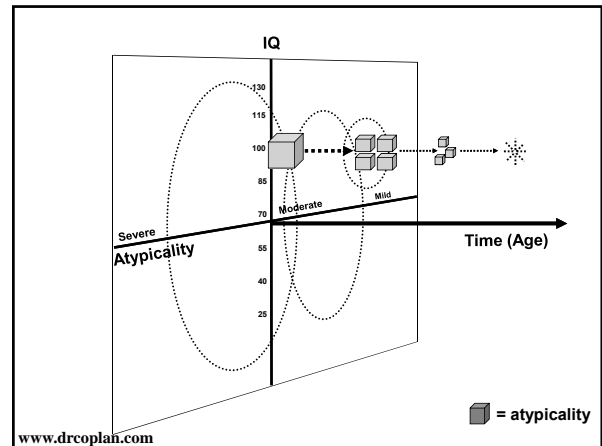 IQ
130
115
100
85
Mild
Moderate
70
Severe
Time (Age)
Atypicality
55
40
25
= atypicality
www.drcoplan.com